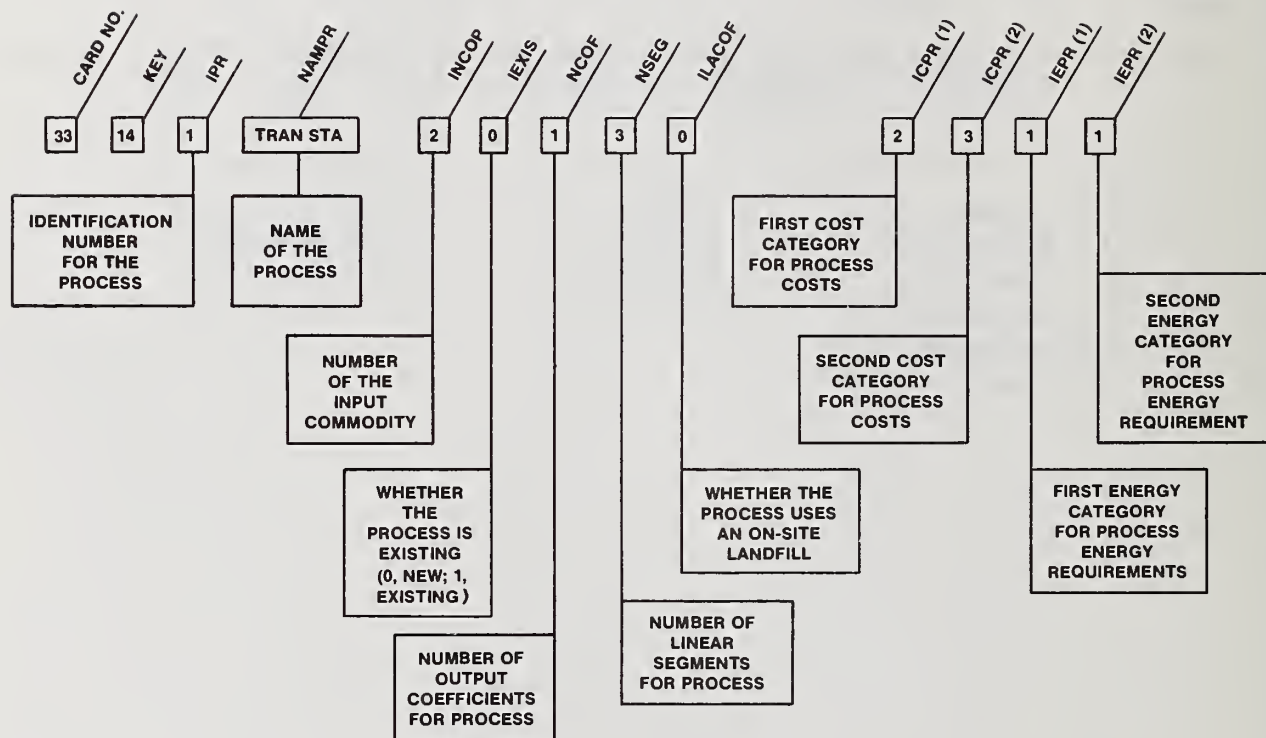 CARD NO.
KEY
IPR
NAMPR
INCOP
IEXIS
NCOF
NSEG
ILACOF
ICPR (1)
ICPR (2)
IEPR (1)
IEPR (2)
33
14
1
TRAN STA
2
0
1
3
0
2
3
1
1
IDENTIFICATION
NUMBER
FOR THE
PROCESS
NAME
OF THE
PROCESS
FIRST COST
CATEGORY
FOR PROCESS
COSTS
SECOND
ENERGY
CATEGORY
FOR
PROCESS
ENERGY
REQUIREMENT
NUMBER
OF THE
INPUT
COMMODITY
SECOND COST
CATEGORY
FOR PROCESS
COSTS
WHETHER
THE
PROCESS IS
EXISTING
(0, NEW; 1,
EXISTING)
WHETHER THE
PROCESS USES
AN ON-SITE
LANDFILL
FIRST ENERGY
CATEGORY
FOR PROCESS
ENERGY
REQUIREMENTS
NUMBER OF
LINEAR
SEGMENTS
FOR PROCESS
NUMBER OF
OUTPUT
COEFFICIENTS
FOR PROCESS